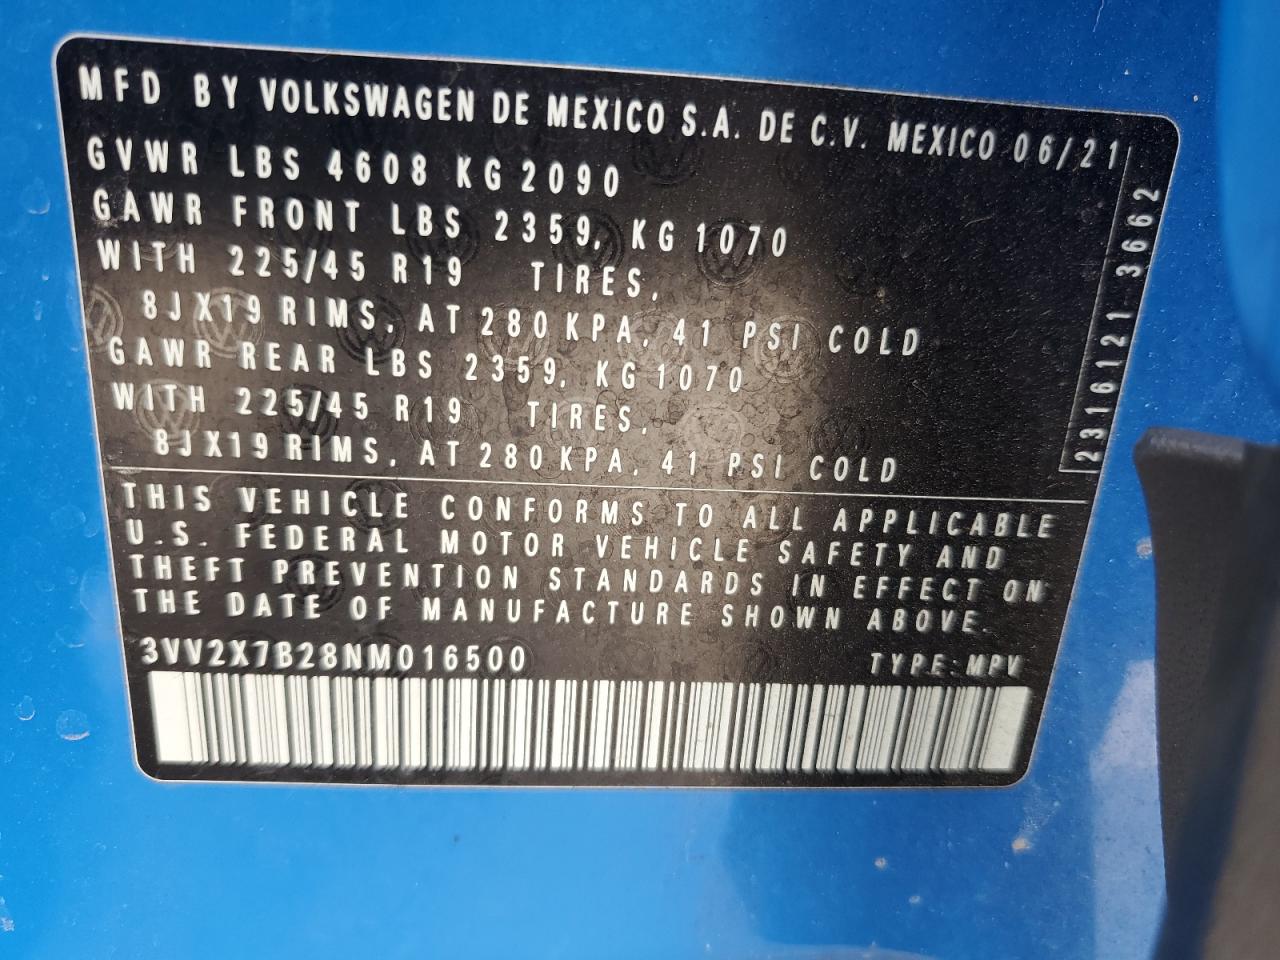 MFD BY VOLKSWAGEN DE MEXICO S.A. DE C.V. MEXICO 06/21
GVWR LBS 4608 KG 2090
GAWR FRONT LBS 2359, KG 1070
WITH 225/45 R19 TIRES,
8JX19 RIMS, AT 280 KPA, 41 PSI COLD
GAWR REAR LBS 2359, KG 1070
WITH 225/45 R19 TIRES,
8JX19 RIMS, AT 280 KPA, 41 PSI COLD
2316121 3662
THIS VEHICLE CONFORMS TO ALL APPLICABLE
U.S. FEDERAL MOTOR VEHICLE SAFETY AND
THEFT PREVENTION STANDARDS IN EFFECT ON
THE DATE OF MANUFACTURE SHOWN ABOVE.
3VV2X7B28NM016500 TYPE: MPV